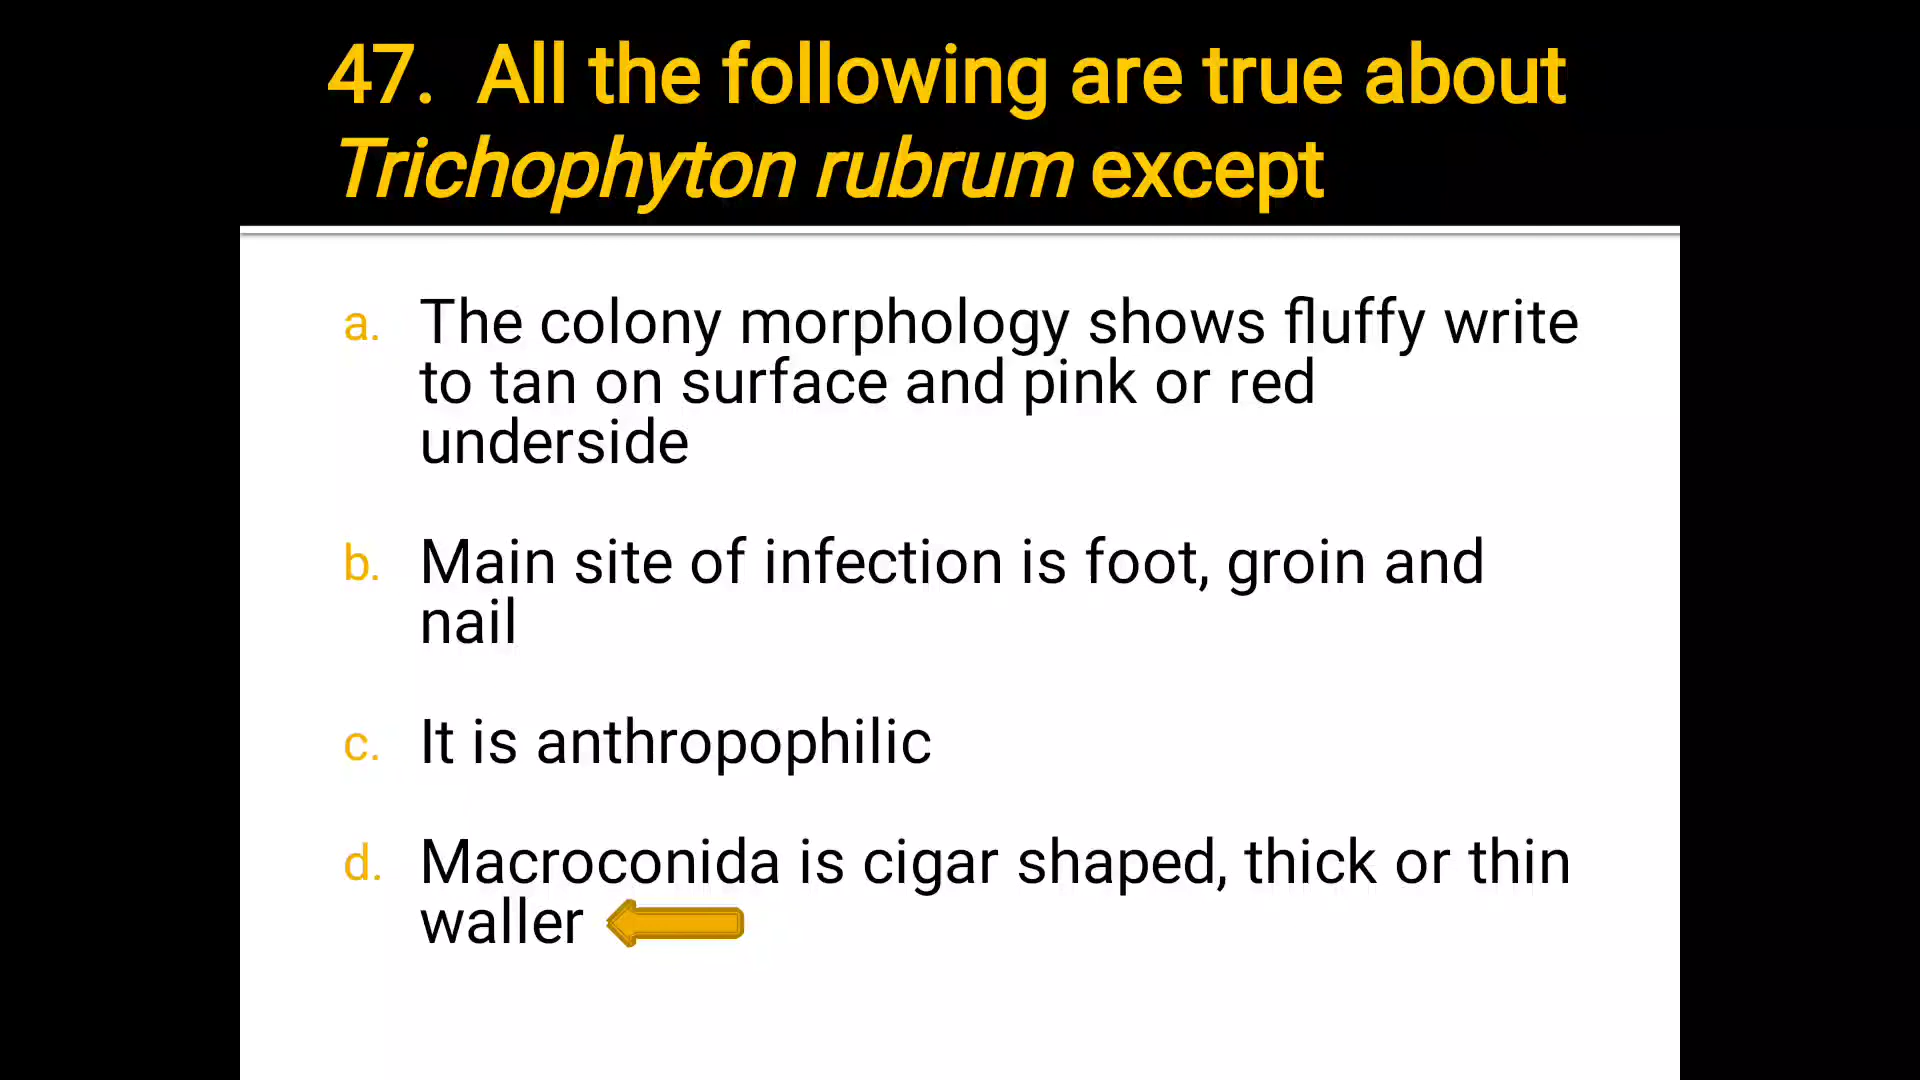 47. All the following are true about
Trichophyton rubrum except
a. The colony morphology shows fluffy write
to tan on surface and pink or red
underside
b. Main site of infection is foot, groin and
nail
c. It is anthropophilic
d. Macroconida is cigar shaped, thick or thin
waller